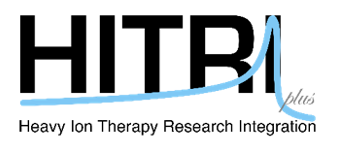 HITRI
plus
Heavy Ion Therapy Research Integration